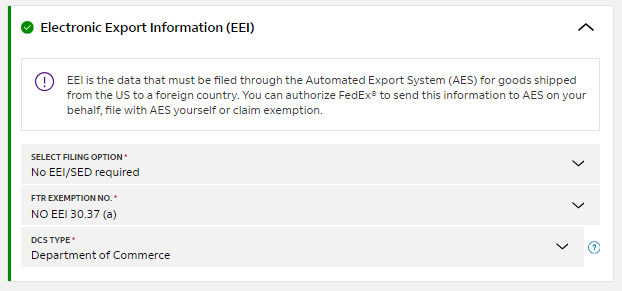 Electronic Export Information (EEI)
EEI is the data that must be filed through the Automated Export System (AES) for goods shipped
from the US to a foreign country. You can authorize FedEx® to send this information to AES on your
behalf, file with AES yourself or claim exemption.
SELECT FILING OPTION*
No EEI/SED required
FTR EXEMPTION NO.*
NO EEI 30.37 (a)
DCS TYPE*
Department of Commerce